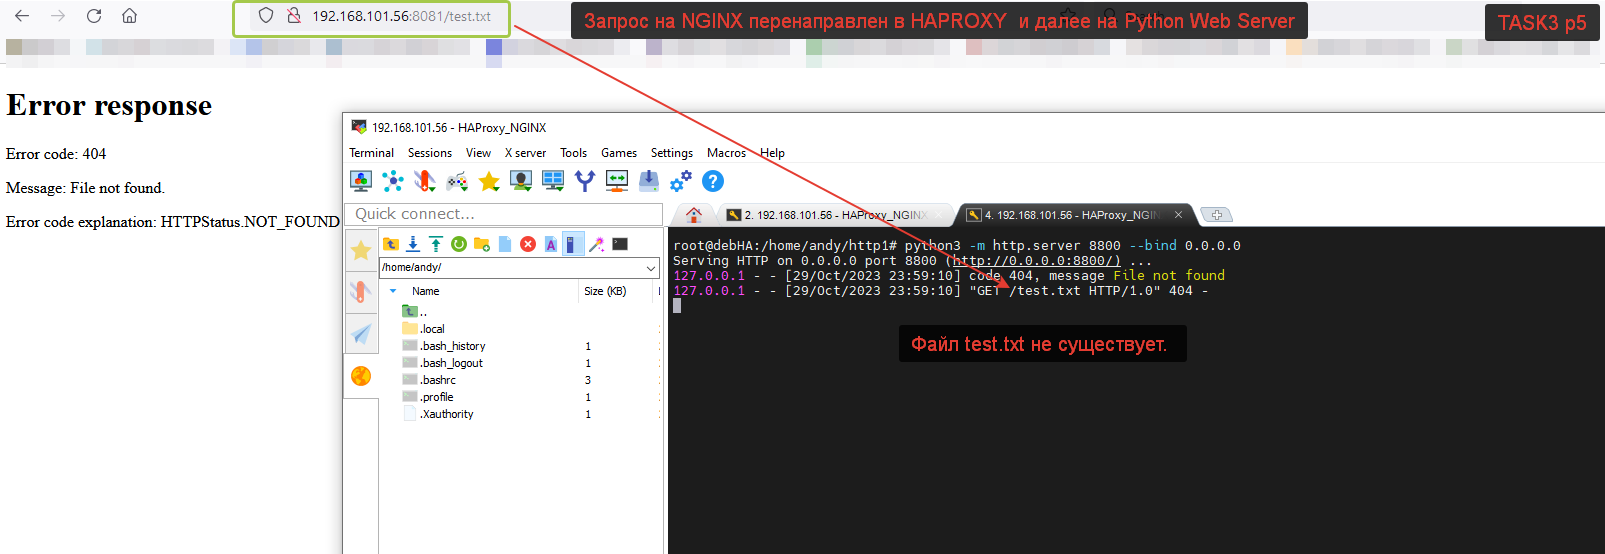 192.168.101.56:8081/test.txt
Запрос на NGINX перенаправлен в HAPROXY и далее на Python Web Server
TASK3 p5
Error response
Error code: 404
Message: File not found.
Error code explanation: HTTPStatus.NOT_FOUND
192.168.101.56 - HAProxy_NGINX
Terminal Sessions View X server Tools Games Settings Macros Help
Quick connect...
2. 192.168.101.56 - HAProxy_NGINX
4. 192.168.101.56 - HAProxy_NGIN
/home/andy/
Name Size (KB)
..
.local
.bash_history 1
.bash_logout 1
.bashrc 3
.profile 1
.Xauthority 1
root@debHA:/home/andy/http1# python3 -m http.server 8800 --bind 0.0.0.0
Serving HTTP on 0.0.0.0 port 8800 (http://0.0.0.0:8800/) ...
127.0.0.1 - - [29/Oct/2023 23:59:10] code 404, message File not found
127.0.0.1 - - [29/Oct/2023 23:59:10] "GET /test.txt HTTP/1.0" 404 -
Файл test.txt не существует.